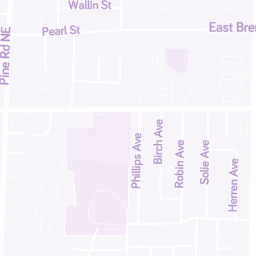 Wallin St
Pearl St
East Bre
Pine Rd NE
Phillips Ave
Birch Ave
Robin Ave
Solie Ave
Herren Ave